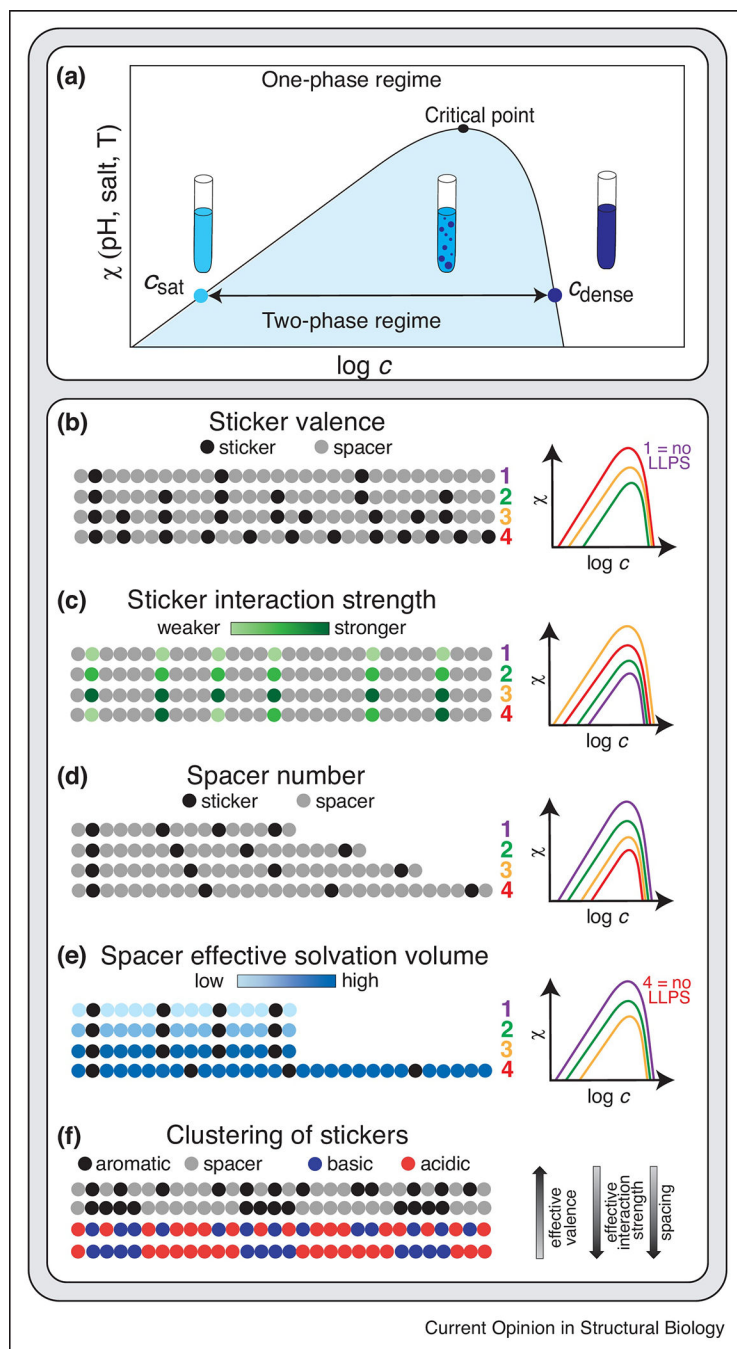 (a)
One-phase regime
Critical point
χ (pH, salt, T)
csat
cdense
Two-phase regime
log c
(b)
Sticker valence
sticker spacer
1
2
3
4
1 = no
LLPS
χ
log c
(c)
Sticker interaction strength
weaker stronger
1
2
3
4
χ
log c
(d)
Spacer number
sticker spacer
1
2
3
4
χ
log c
(e)
Spacer effective solvation volume
low high
1
2
3
4
4 = no
LLPS
χ
log c
(f)
Clustering of stickers
aromatic spacer basic acidic
effective
valence
effective
interaction
strength
spacing
Current Opinion in Structural Biology